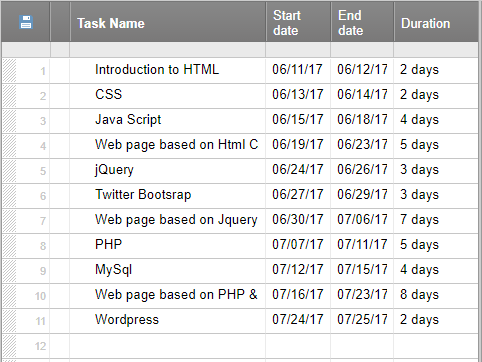 Task Name Start date End date Duration
1 Introduction to HTML 06/11/17 06/12/17 2 days
2 CSS 06/13/17 06/14/17 2 days
3 Java Script 06/15/17 06/18/17 4 days
4 Web page based on Html C 06/19/17 06/23/17 5 days
5 jQuery 06/24/17 06/26/17 3 days
6 Twitter Bootsrap 06/27/17 06/29/17 3 days
7 Web page based on Jquery 06/30/17 07/06/17 7 days
8 PHP 07/07/17 07/11/17 5 days
9 MySql 07/12/17 07/15/17 4 days
10 Web page based on PHP & 07/16/17 07/23/17 8 days
11 Wordpress 07/24/17 07/25/17 2 days
12